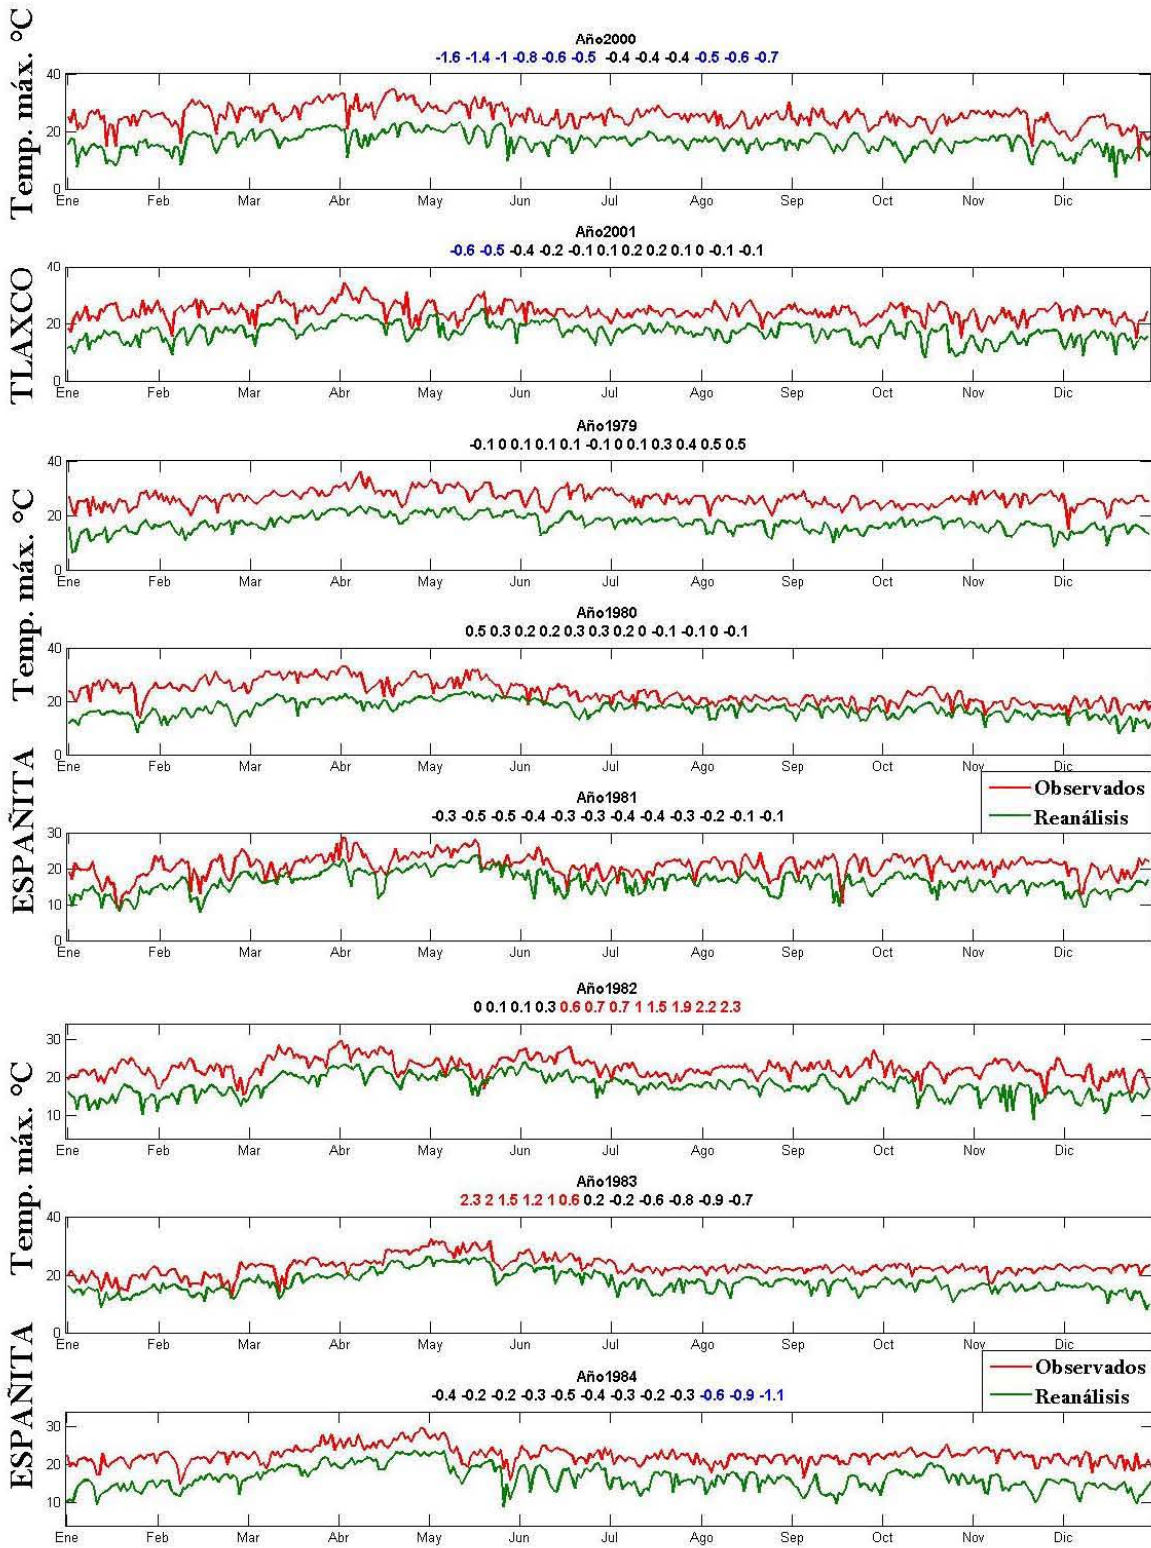 Temp. máx. °C
Año2000
-1.6 -1.4 -1 -0.8 -0.6 -0.5 -0.4 -0.4 -0.4 -0.5 -0.6 -0.7
40
20
0
Ene Feb Mar Abr May Jun Jul Ago Sep Oct Nov Dic
TLAXCO
Año2001
-0.6 -0.5 -0.4 -0.2 -0.1 0.1 0.2 0.2 0.1 0 -0.1 -0.1
40
20
0
Ene Feb Mar Abr May Jun Jul Ago Sep Oct Nov Dic
Temp. máx. °C
Año1979
-0.1 0 0.1 0.1 0.1 -0.1 0 0.1 0.3 0.4 0.5 0.5
40
20
0
Ene Feb Mar Abr May Jun Jul Ago Sep Oct Nov Dic
Año1980
0.5 0.3 0.2 0.2 0.3 0.3 0.2 0 -0.1 -0.1 0 -0.1
40
20
0
Ene Feb Mar Abr May Jun Jul Ago Sep Oct Nov Dic
ESPAÑITA
Observados
Reanálisis
Año1981
-0.3 -0.5 -0.5 -0.4 -0.3 -0.3 -0.4 -0.4 -0.3 -0.2 -0.1 -0.1
30
20
10
0
Ene Feb Mar Abr May Jun Jul Ago Sep Oct Nov Dic
Temp. máx. °C
Año1982
0 0.1 0.1 0.3 0.6 0.7 0.7 1 1.5 1.9 2.2 2.3
30
20
10
Ene Feb Mar Abr May Jun Jul Ago Sep Oct Nov Dic
Año1983
2.3 2 1.5 1.2 1 0.6 0.2 -0.2 -0.6 -0.8 -0.9 -0.7
40
20
0
Ene Feb Mar Abr May Jun Jul Ago Sep Oct Nov Dic
ESPAÑITA
Observados
Reanálisis
Año1984
-0.4 -0.2 -0.2 -0.3 -0.5 -0.4 -0.3 -0.2 -0.3 -0.6 -0.9 -1.1
30
20
10
Ene Feb Mar Abr May Jun Jul Ago Sep Oct Nov Dic